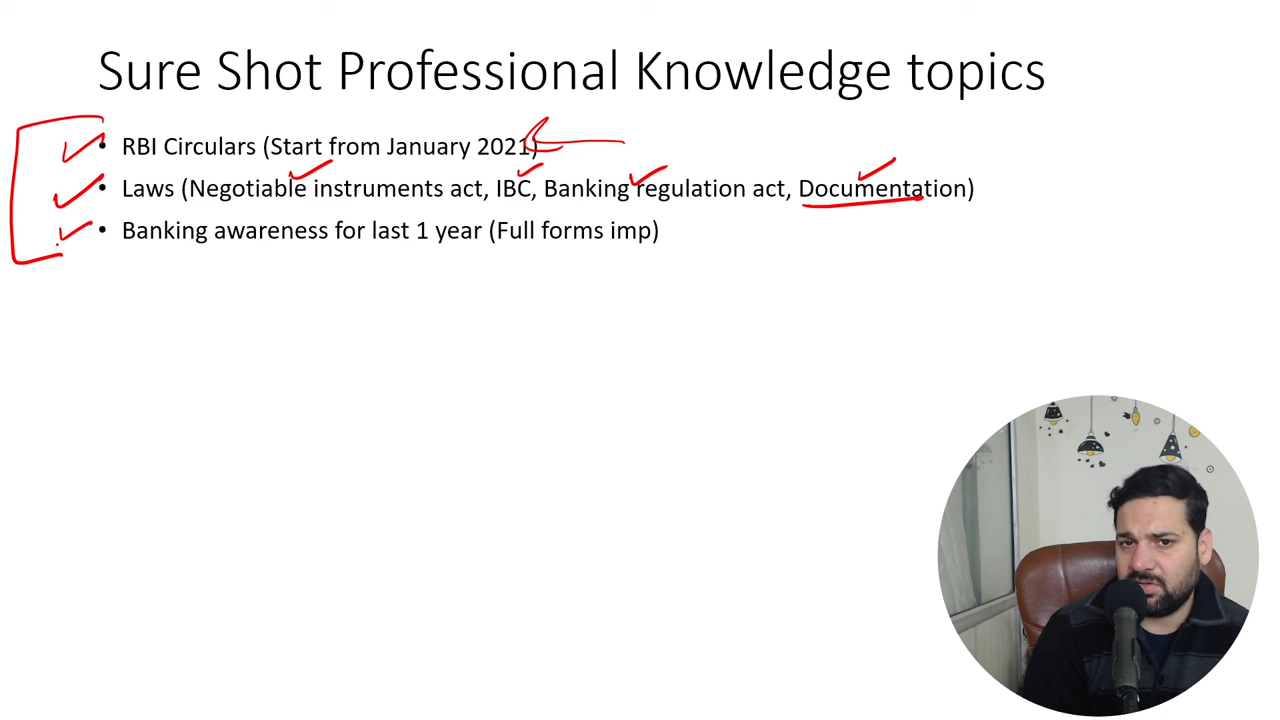 Sure Shot Professional Knowledge topics
• RBI Circulars (Start from January 2021)
• Laws (Negotiable instruments act, IBC, Banking regulation act, Documentation)
• Banking awareness for last 1 year (Full forms imp)